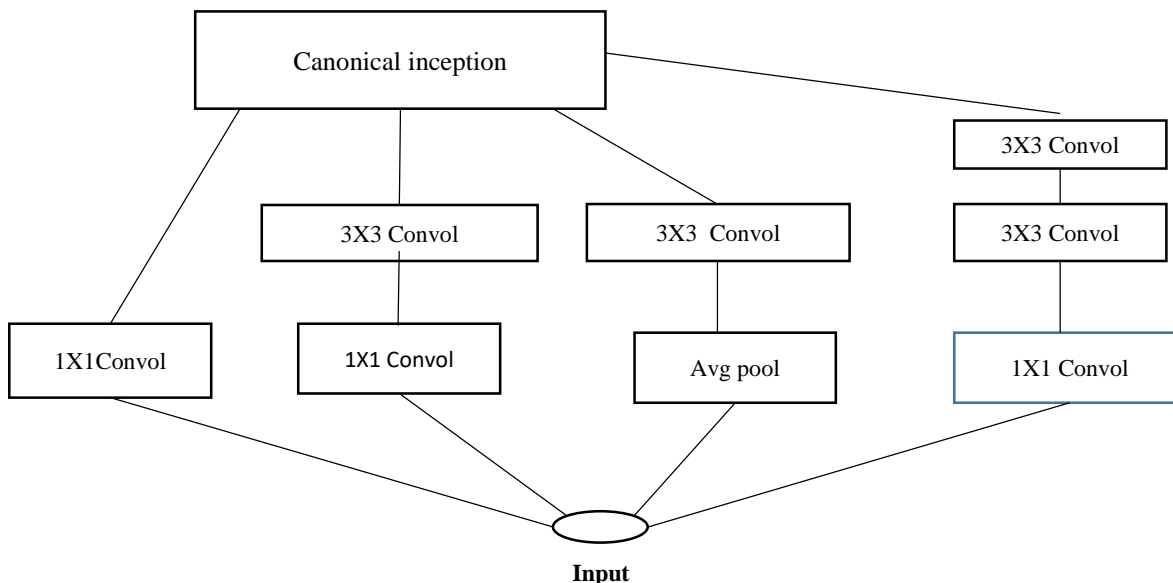 Canonical inception
3X3 Convol
3X3 Convol
3X3  Convol
3X3 Convol
1X1Convol
1X1 Convol
Avg pool
1X1 Convol
Input